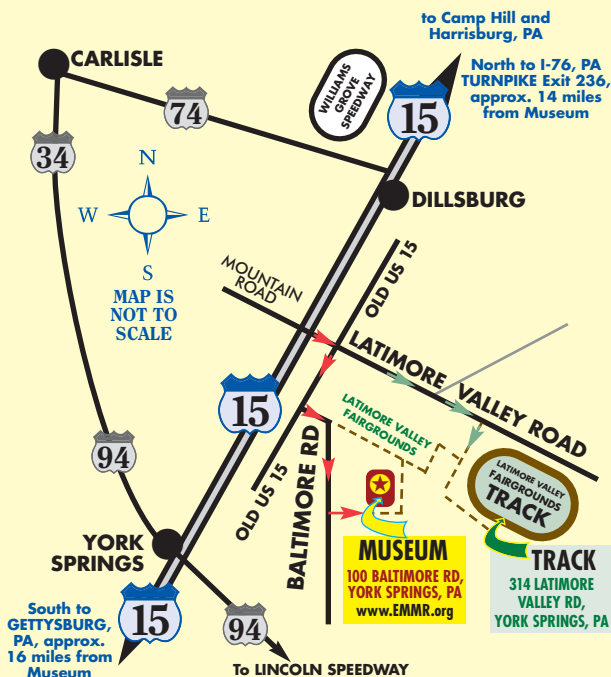 to Camp Hill and
Harrisburg, PA
North to I-76, PA
TURNPIKE Exit 236,
approx. 14 miles
from Museum
CARLISLE
WILLIAMS
GROVE
SPEEDWAY
74
15
34
DILLSBURG
N
W
E
S
MAP IS
NOT TO
SCALE
MOUNTAIN
ROAD
OLD US 15
LATIMORE VALLEY ROAD
15
LATIMORE VALLEY
FAIRGROUNDS
94
OLD US 15
BALTIMORE RD
LATIMORE VALLEY
FAIRGROUNDS
TRACK
YORK
SPRINGS
MUSEUM
100 BALTIMORE RD,
YORK SPRINGS, PA
www.EMMR.org
TRACK
314 LATIMORE
VALLEY RD,
YORK SPRINGS, PA
South to
GETTYSBURG,
PA, approx.
16 miles from
Museum
15
94
To LINCOLN SPEEDWAY